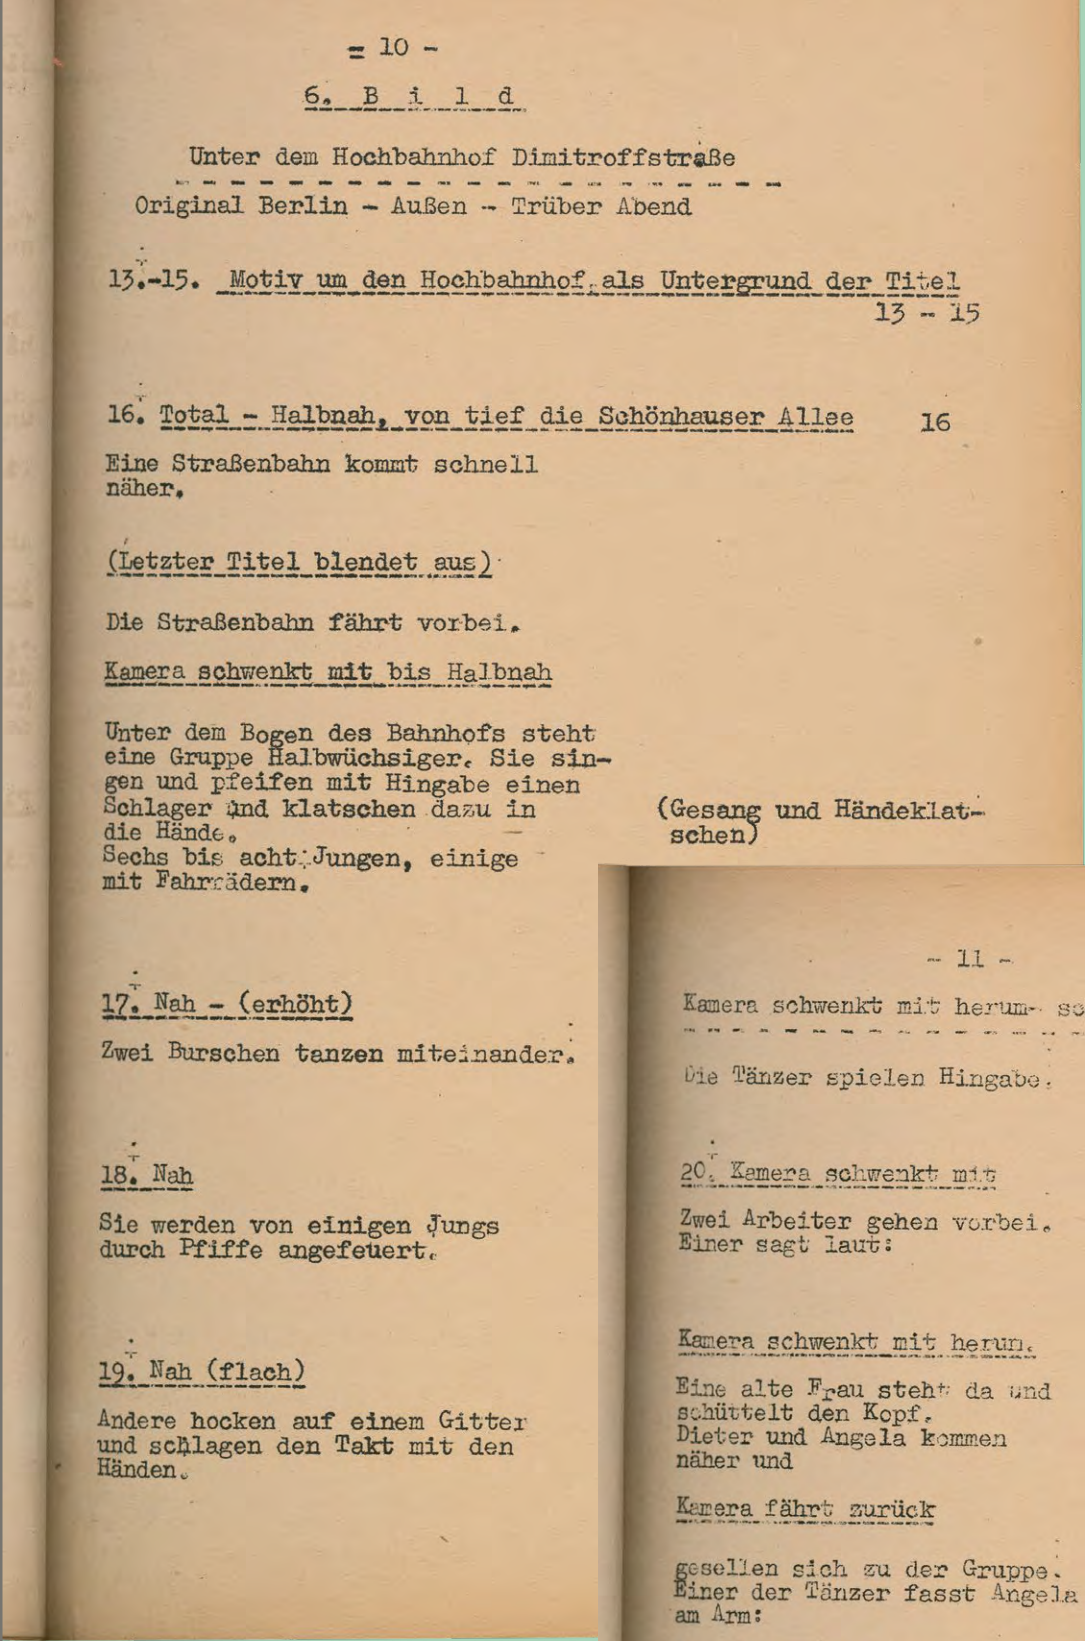 = 10 -
6. B i l d
Unter dem Hochbahnhof Dimitroffstraße
Original Berlin - Außen - Trüber Abend
13.-15. Motiv um den Hochbahnhof, als Untergrund der Titel
13 - 15
16. Total - Halbnah, von tief die Schönhauser Allee 16
Eine Straßenbahn kommt schnell
näher.
(Letzter Titel blendet aus)
Die Straßenbahn fährt vorbei.
Kamera schwenkt mit bis Halbnah
Unter dem Bogen des Bahnhofs steht
eine Gruppe Halbwüchsiger. Sie sin-
gen und pfeifen mit Hingabe einen
Schlager und klatschen dazu in
die Hände.
Sechs bis acht Jungen, einige
mit Fahrrädern.
(Gesang und Händeklat-
schen)
17. Nah - (erhöht)
Zwei Burschen tanzen miteinander.
18. Nah
Sie werden von einigen Jungs
durch Pfiffe angefeuert.
19. Nah (flach)
Andere hocken auf einem Gitter
und schlagen den Takt mit den
Händen.
- 11 -
Kamera schwenkt mit herum-
Die Tänzer spielen Hingabe.
20. Kamera schwenkt mit
Zwei Arbeiter gehen vorbei.
Einer sagt laut:
Kamera schwenkt mit herum.
Eine alte Frau steht da und
schüttelt den Kopf.
Dieter und Angela kommen
näher und
Kamera fährt zurück
gesellen sich zu der Gruppe.
Einer der Tänzer fasst Angela
am Arm: